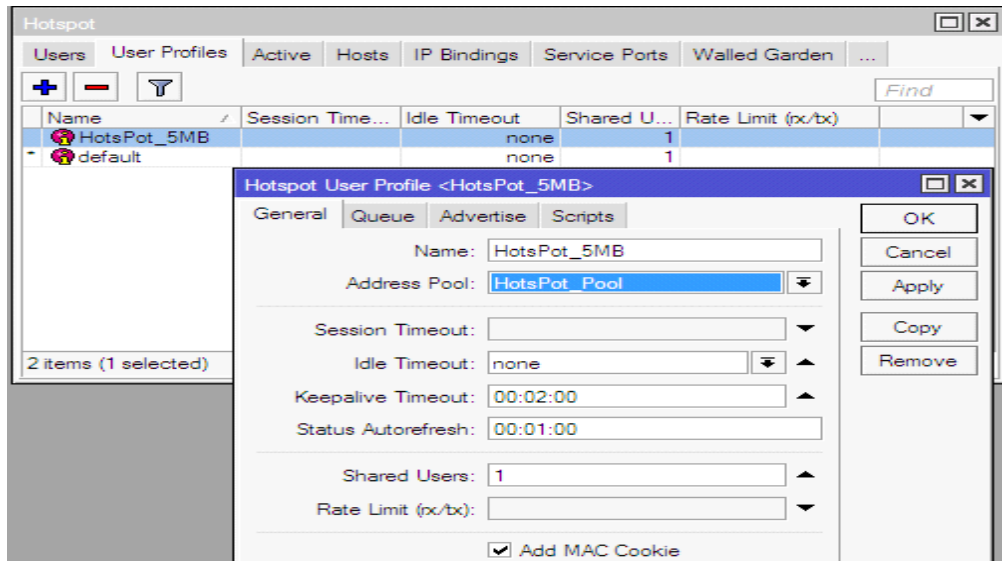 Hotspot
Users User Profiles Active Hosts IP Bindings Service Ports Walled Garden ...
Find
Name Session Time... Idle Timeout Shared U... Rate Limit (rx/tx)
HotsPot_5MB none 1
* default none 1
Hotspot User Profile <HotsPot_5MB>
General Queue Advertise Scripts
OK
Name: HotsPot_5MB
Cancel
Address Pool: HotsPot_Pool
Apply
Session Timeout:
Copy
2 items (1 selected)
Idle Timeout: none
Remove
Keepalive Timeout: 00:02:00
Status Autorefresh: 00:01:00
Shared Users: 1
Rate Limit (rx/tx):
Add MAC Cookie